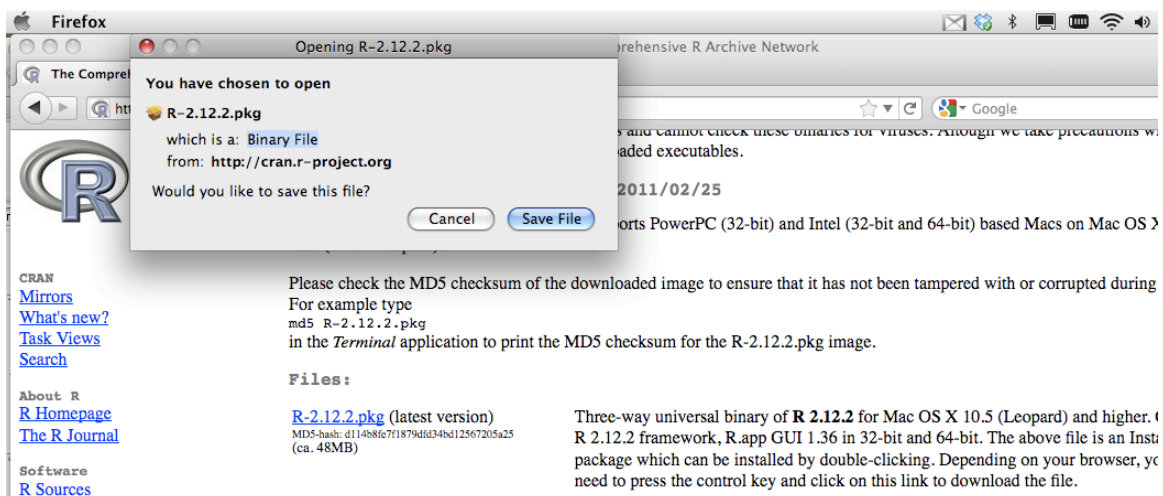 Firefox
Opening R-2.12.2.pkg
prehensive R Archive Network
The Compreh
You have chosen to open
R-2.12.2.pkg
which is a: Binary File
from: http://cran.r-project.org
Would you like to save this file?
Cancel
Save File
htt
Google
R
s and cannot check these binaries for viruses. Although we take precautions
aded executables.
2011/02/25
orts PowerPC (32-bit) and Intel (32-bit and 64-bit) based Macs on Mac OS X
Please check the MD5 checksum of the downloaded image to ensure that it has not been tampered with or corrupted during
For example type
md5 R-2.12.2.pkg
in the Terminal application to print the MD5 checksum for the R-2.12.2.pkg image.
Files:
R-2.12.2.pkg (latest version)
MD5-hash: d114b8fe7f1879dfd34bd12567205a25
(ca. 48MB)
Three-way universal binary of R 2.12.2 for Mac OS X 10.5 (Leopard) and higher.
R 2.12.2 framework, R.app GUI 1.36 in 32-bit and 64-bit. The above file is an Insta
package which can be installed by double-clicking. Depending on your browser, yo
need to press the control key and click on this link to download the file.
CRAN
Mirrors
What's new?
Task Views
Search
About R
R Homepage
The R Journal
Software
R Sources